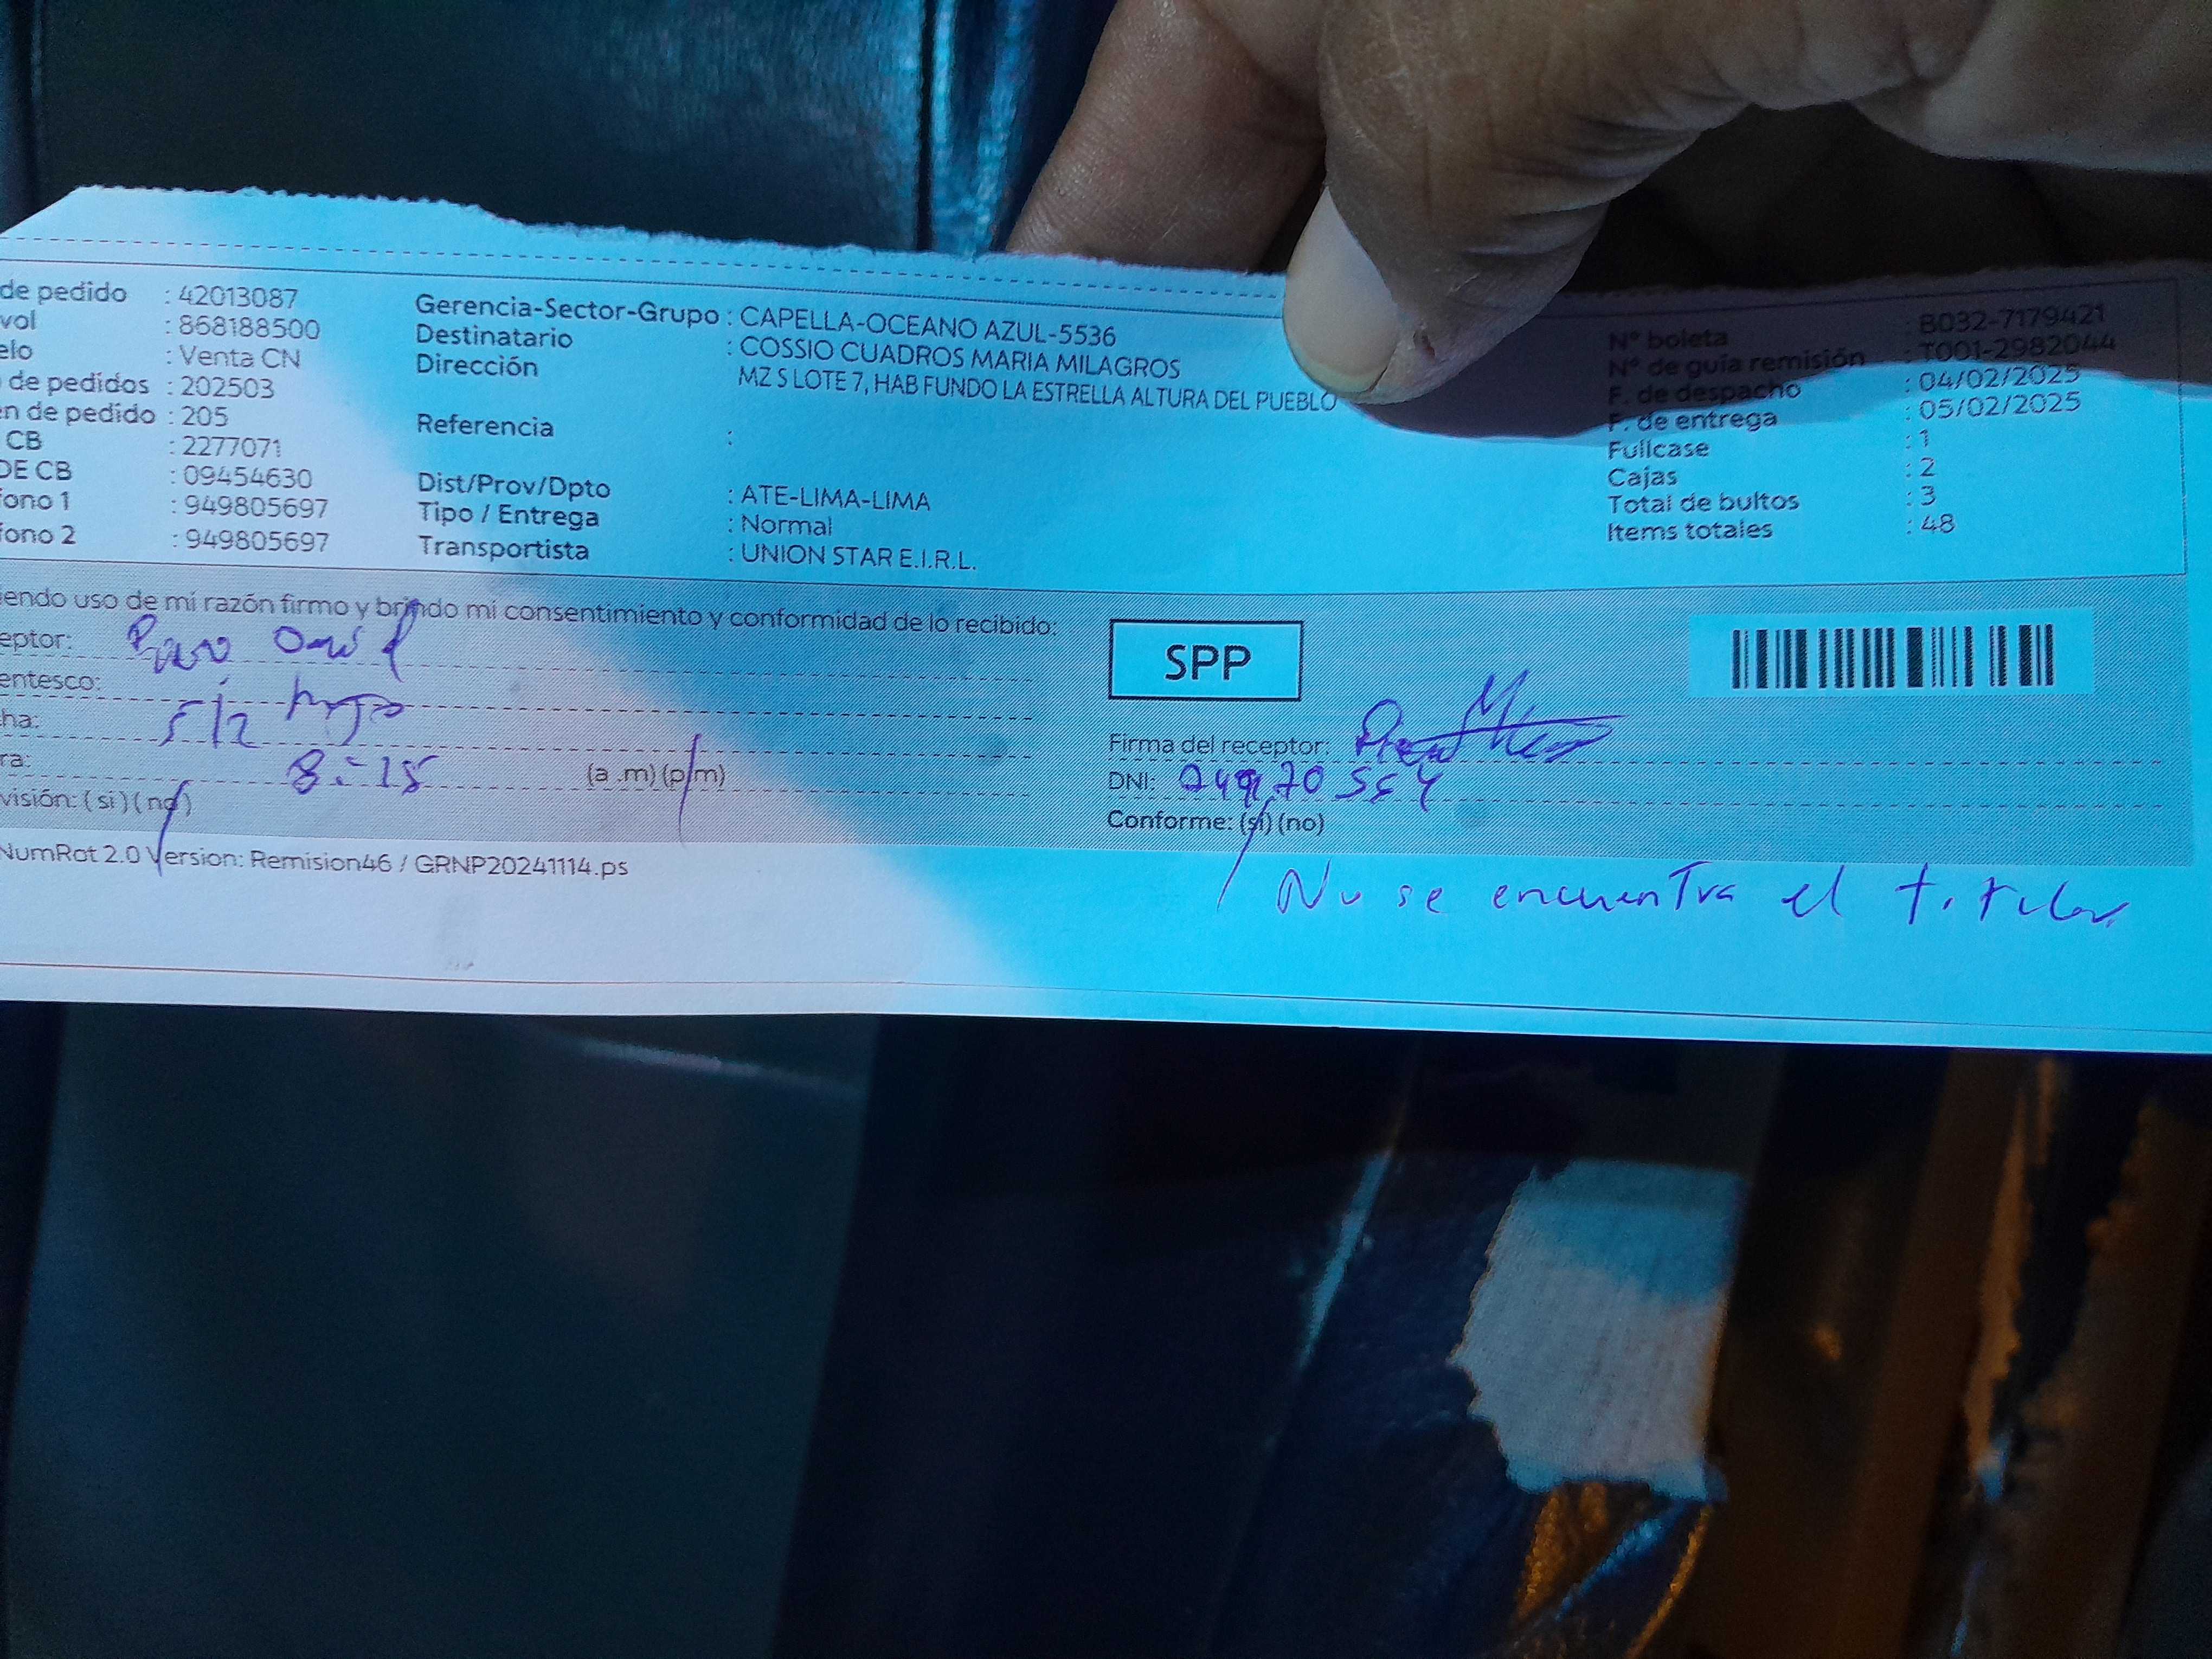 de pedido : 42013087
vol : 868188500
elo : Venta CN
de pedidos : 202503
en de pedido : 205
CB : 2277071
DE CB : 09454630
fono 1 : 949805697
fono 2 : 949805697
Gerencia-Sector-Grupo : CAPELLA-OCEANO AZUL-5536
Destinatario : COSSIO CUADROS MARIA MILAGROS
Dirección MZ S LOTE 7, HAB FUNDO LA ESTRELLA ALTURA DEL PUEBLO
Referencia :
Dist/Prov/Dpto : ATE-LIMA-LIMA
Tipo / Entrega : Normal
Transportista : UNION STAR E.I.R.L.
N° boleta : B032-7179421
N° de guía remisión : T001-2982044
F. de despacho : 04/02/2025
F. de entrega : 05/02/2025
Fullcase : 1
Cajas : 2
Total de bultos : 3
Items totales : 48
iendo uso de mi razón firmo y brindo mi consentimiento y conformidad de lo recibido:
eptor:
entesco:
ha: 5/2
ra: 8:15 (a .m) (p.m)
visión: (si) (no)
SPP
Firma del receptor:
DNI:
Conforme: (si) (no)
No se encuentra el titular
NumRot 2.0 Version: Remision46 / GRNP20241114.ps